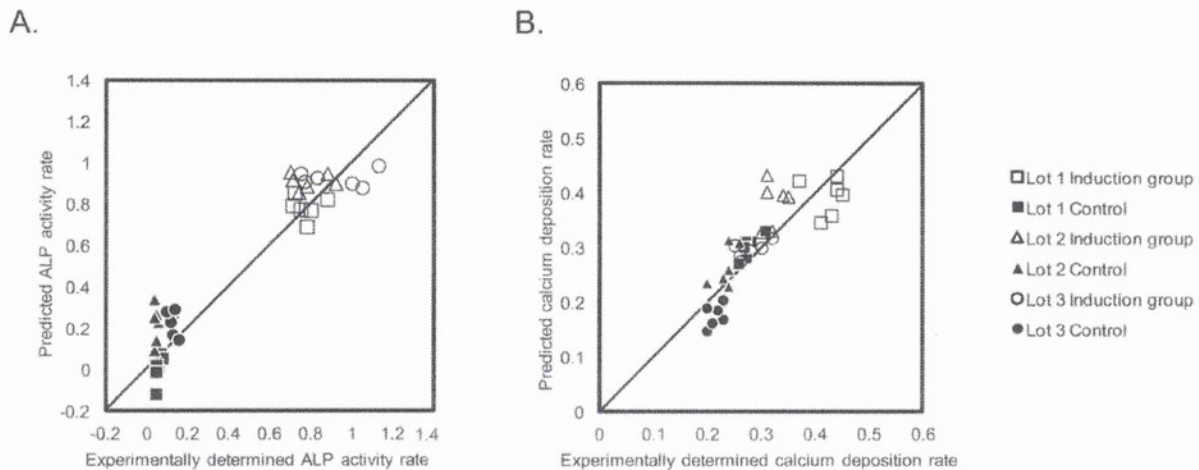 A.
B.
1.4
1.2
1
0.8
0.6
0.4
0.2
0
-0.2
Predicted ALP activity rate
-0.2 0 0.2 0.4 0.6 0.8 1 1.2 1.4
Experimentally determined ALP activity rate
0.6
0.5
0.4
0.3
0.2
0.1
0
Predicted calcium deposition rate
0 0.1 0.2 0.3 0.4 0.5 0.6
Experimentally determined calcium deposition rate
Lot 1 Induction group
Lot 1 Control
Lot 2 Induction group
Lot 2 Control
Lot 3 Induction group
Lot 3 Control